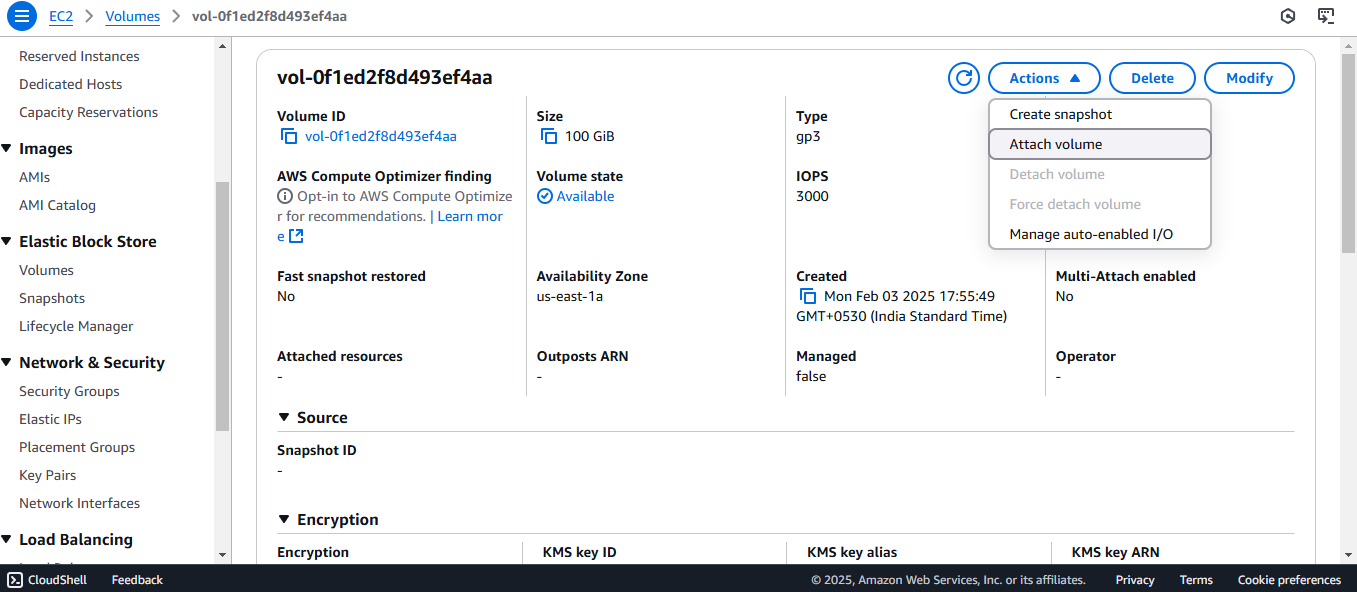 EC2 > Volumes > vol-0f1ed2f8d493ef4aa
Reserved Instances
Dedicated Hosts
Capacity Reservations
Images
AMIs
AMI Catalog
Elastic Block Store
Volumes
Snapshots
Lifecycle Manager
Network & Security
Security Groups
Elastic IPs
Placement Groups
Key Pairs
Network Interfaces
Load Balancing
vol-0f1ed2f8d493ef4aa
Actions
Delete
Modify
Create snapshot
Attach volume
Detach volume
Force detach volume
Manage auto-enabled I/O
Volume ID
vol-0f1ed2f8d493ef4aa
Size
100 GiB
Type
gp3
AWS Compute Optimizer finding
Opt-in to AWS Compute Optimize
r for recommendations. | Learn mor
e
Volume state
Available
IOPS
3000
Fast snapshot restored
No
Availability Zone
us-east-1a
Created
Mon Feb 03 2025 17:55:49
GMT+0530 (India Standard Time)
Multi-Attach enabled
No
Attached resources
-
Outposts ARN
-
Managed
false
Operator
-
Source
Snapshot ID
-
Encryption
Encryption
KMS key ID
KMS key alias
KMS key ARN
CloudShell
Feedback
© 2025, Amazon Web Services, Inc. or its affiliates.
Privacy
Terms
Cookie preferences